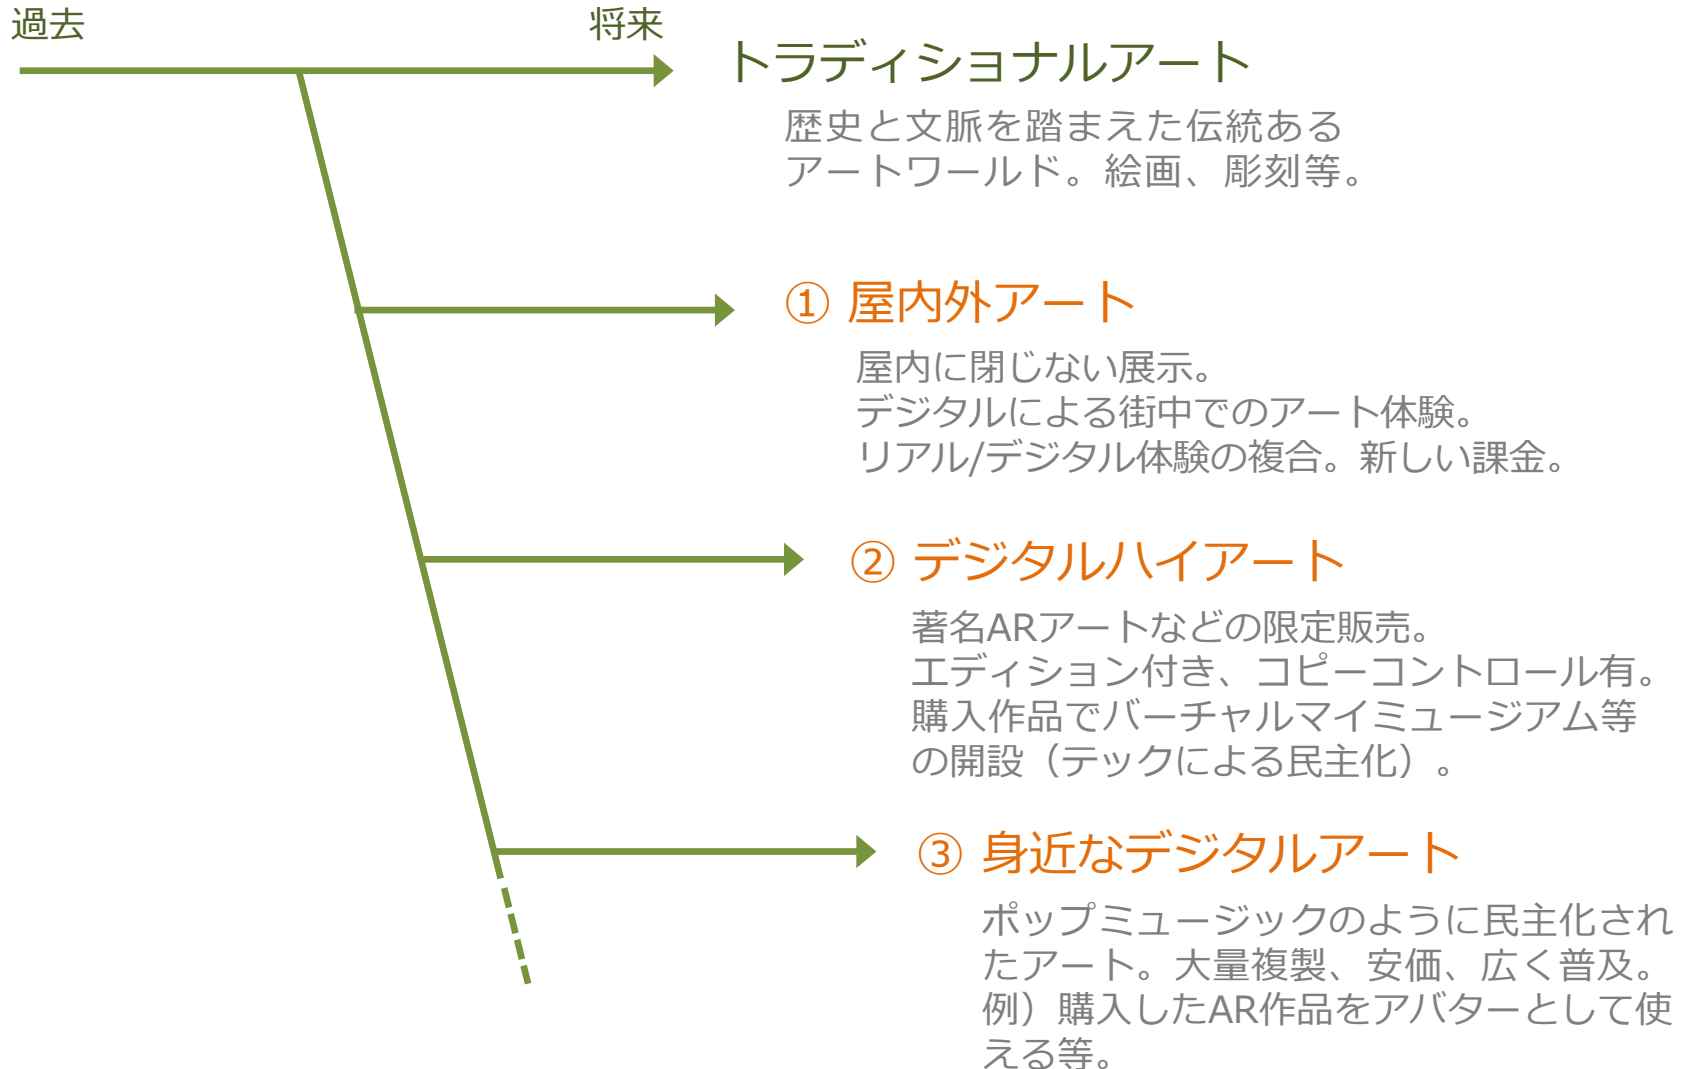 過去
将来
トラディショナルアート
歴史と文脈を踏まえた伝統ある
アートワールド。絵画、彫刻等。
① 屋内外アート
屋内に閉じない展示。
デジタルによる街中でのアート体験。
リアル/デジタル体験の複合。新しい課金。
② デジタルハイアート
著名ARアートなどの限定販売。
エディション付き、コピーコントロール有。
購入作品でバーチャルマイミュージアム等
の開設（テックによる民主化）。
③ 身近なデジタルアート
ポップミュージックのように民主化され
たアート。大量複製、安価、広く普及。
例）購入したAR作品をアバターとして使
える等。